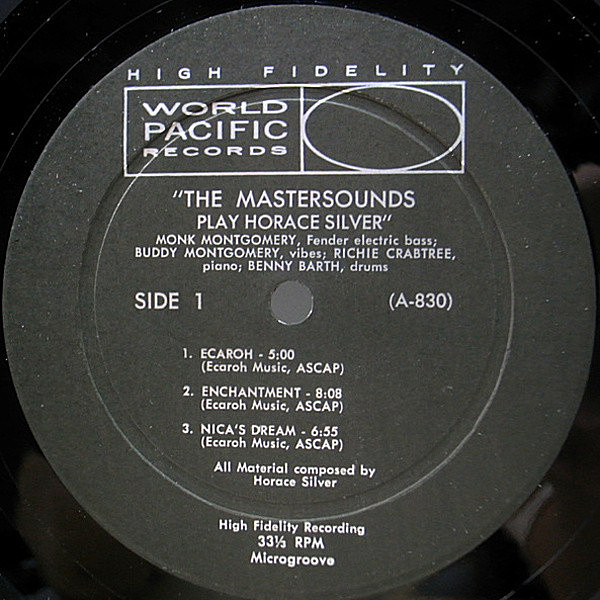 HIGH FIDELITY
WORLD
PACIFIC
RECORDS
"THE MASTERSOUNDS
PLAY HORACE SILVER"
MONK MONTGOMERY, Fender electric bass;
BUDDY MONTGOMERY, vibes; RICHIE CRABTREE,
piano; BENNY BARTH, drums
SIDE 1 (A-830)
1. ECAROH - 5:00
(Ecaroh Music, ASCAP)
2. ENCHANTMENT - 8:08
(Ecaroh Music, ASCAP)
3. NICA'S DREAM - 6:55
(Ecaroh Music, ASCAP)
All Material composed by
Horace Silver
High Fidelity Recording
33⅓ RPM
Microgroove